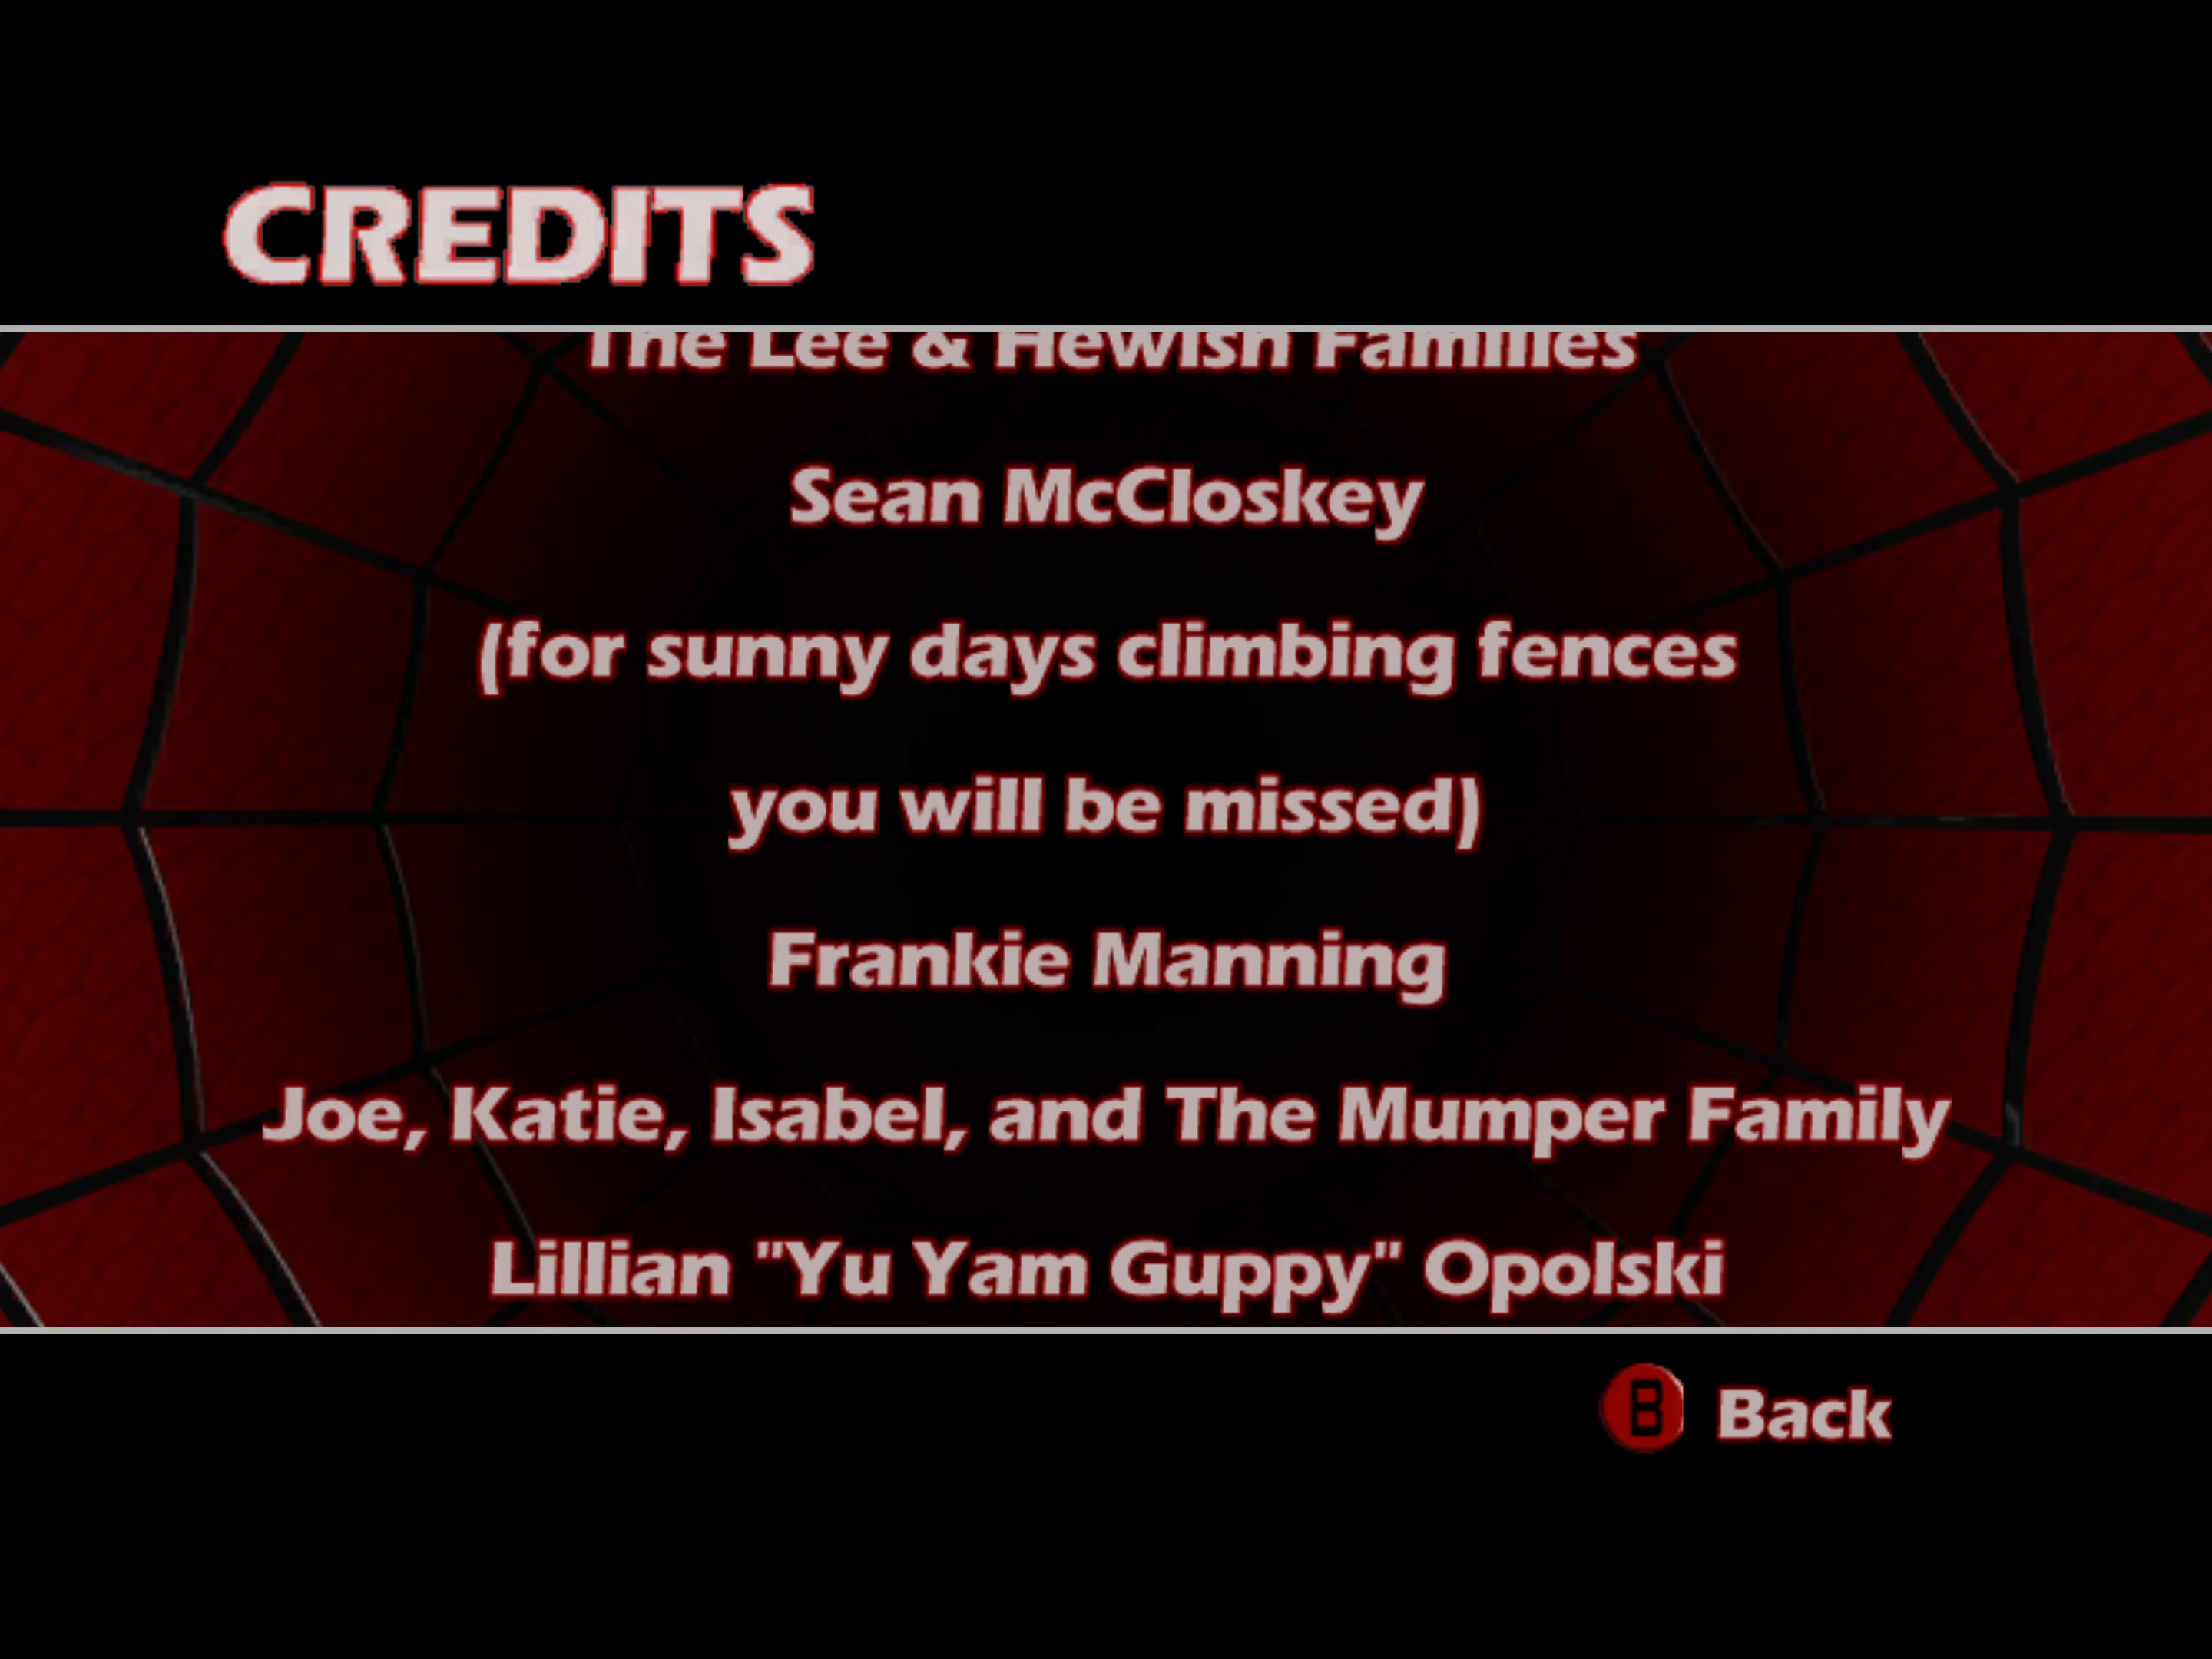 CREDITS
The Lee & Hewish Families
Sean McCloskey
(for sunny days climbing fences
you will be missed)
Frankie Manning
Joe, Katie, Isabel, and The Mumper Family
Lillian "Yu Yam Guppy" Opolski
B Back